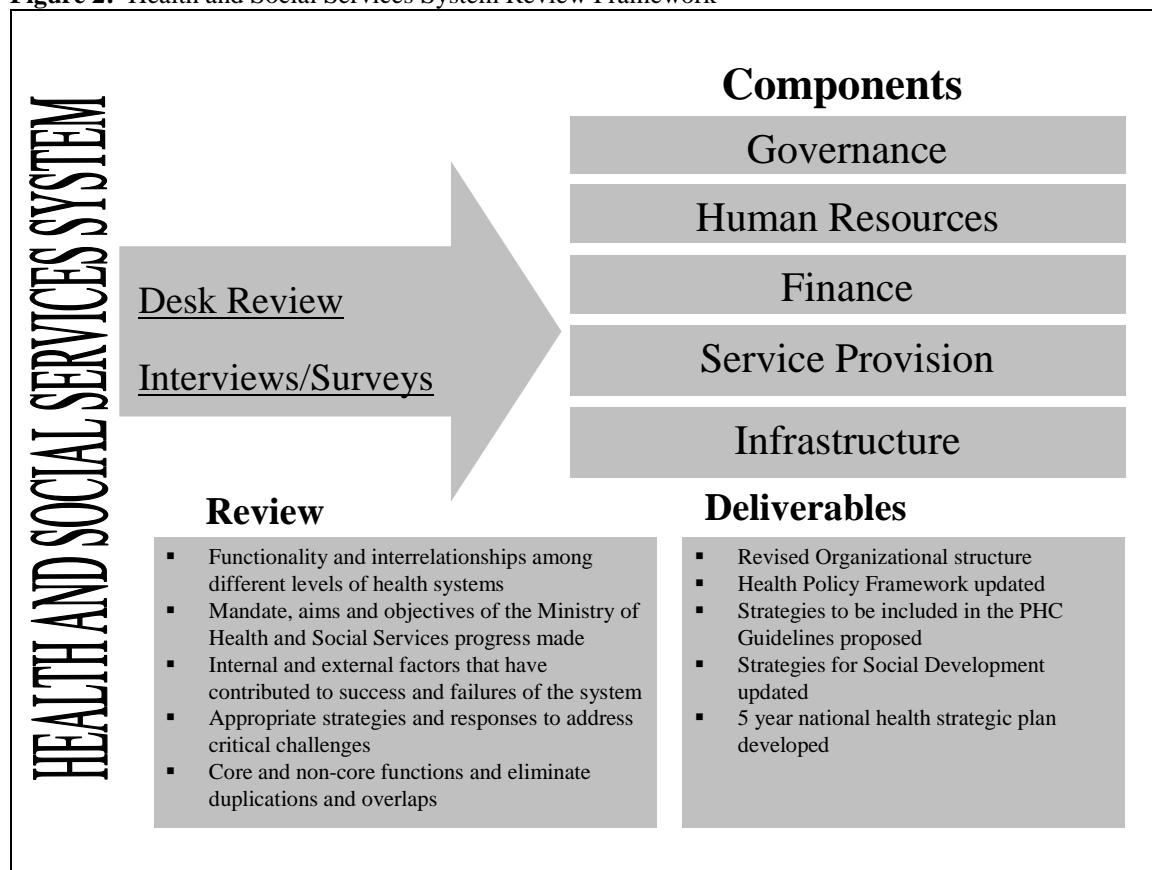 Figure 2: Health and Social Services System Review Framework
HEALTH AND SOCIAL SERVICES SYSTEM
Desk Review
Interviews/Surveys
Components
Governance
Human Resources
Finance
Service Provision
Infrastructure
Review
▪ Functionality and interrelationships among
different levels of health systems
▪ Mandate, aims and objectives of the Ministry of
Health and Social Services progress made
▪ Internal and external factors that have
contributed to success and failures of the system
▪ Appropriate strategies and responses to address
critical challenges
▪ Core and non-core functions and eliminate
duplications and overlaps
Deliverables
▪ Revised Organizational structure
▪ Health Policy Framework updated
▪ Strategies to be included in the PHC
Guidelines proposed
▪ Strategies for Social Development
updated
▪ 5 year national health strategic plan
developed